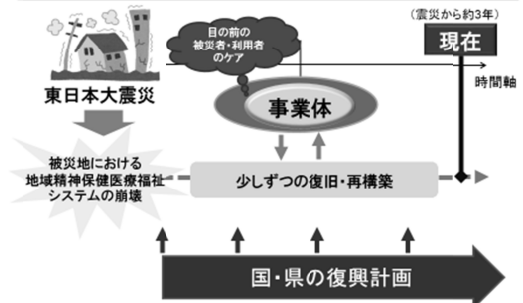 (震災から約3年)
現在
時間軸
目の前の
被災者・利用者
のケア
事業体
東日本大震災
被災地における
地域精神保健医療福祉
システムの崩壊
少しずつの復旧・再構築
国・県の復興計画